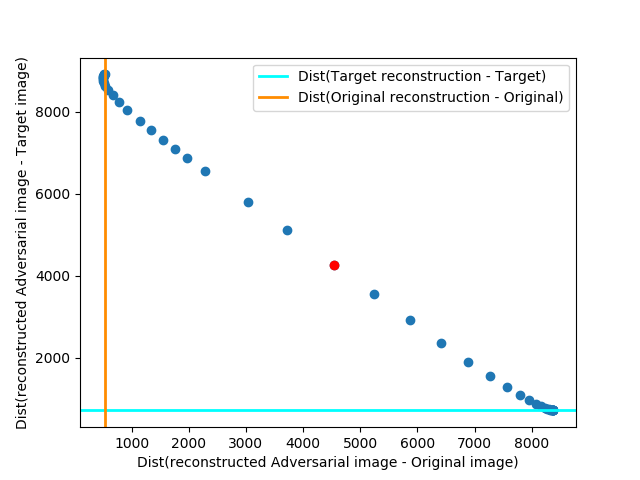 Dist(Target reconstruction - Target)
Dist(Original reconstruction - Original)
Dist(reconstructed Adversarial image - Target image)
8000
6000
4000
2000
1000 2000 3000 4000 5000 6000 7000 8000
Dist(reconstructed Adversarial image - Original image)